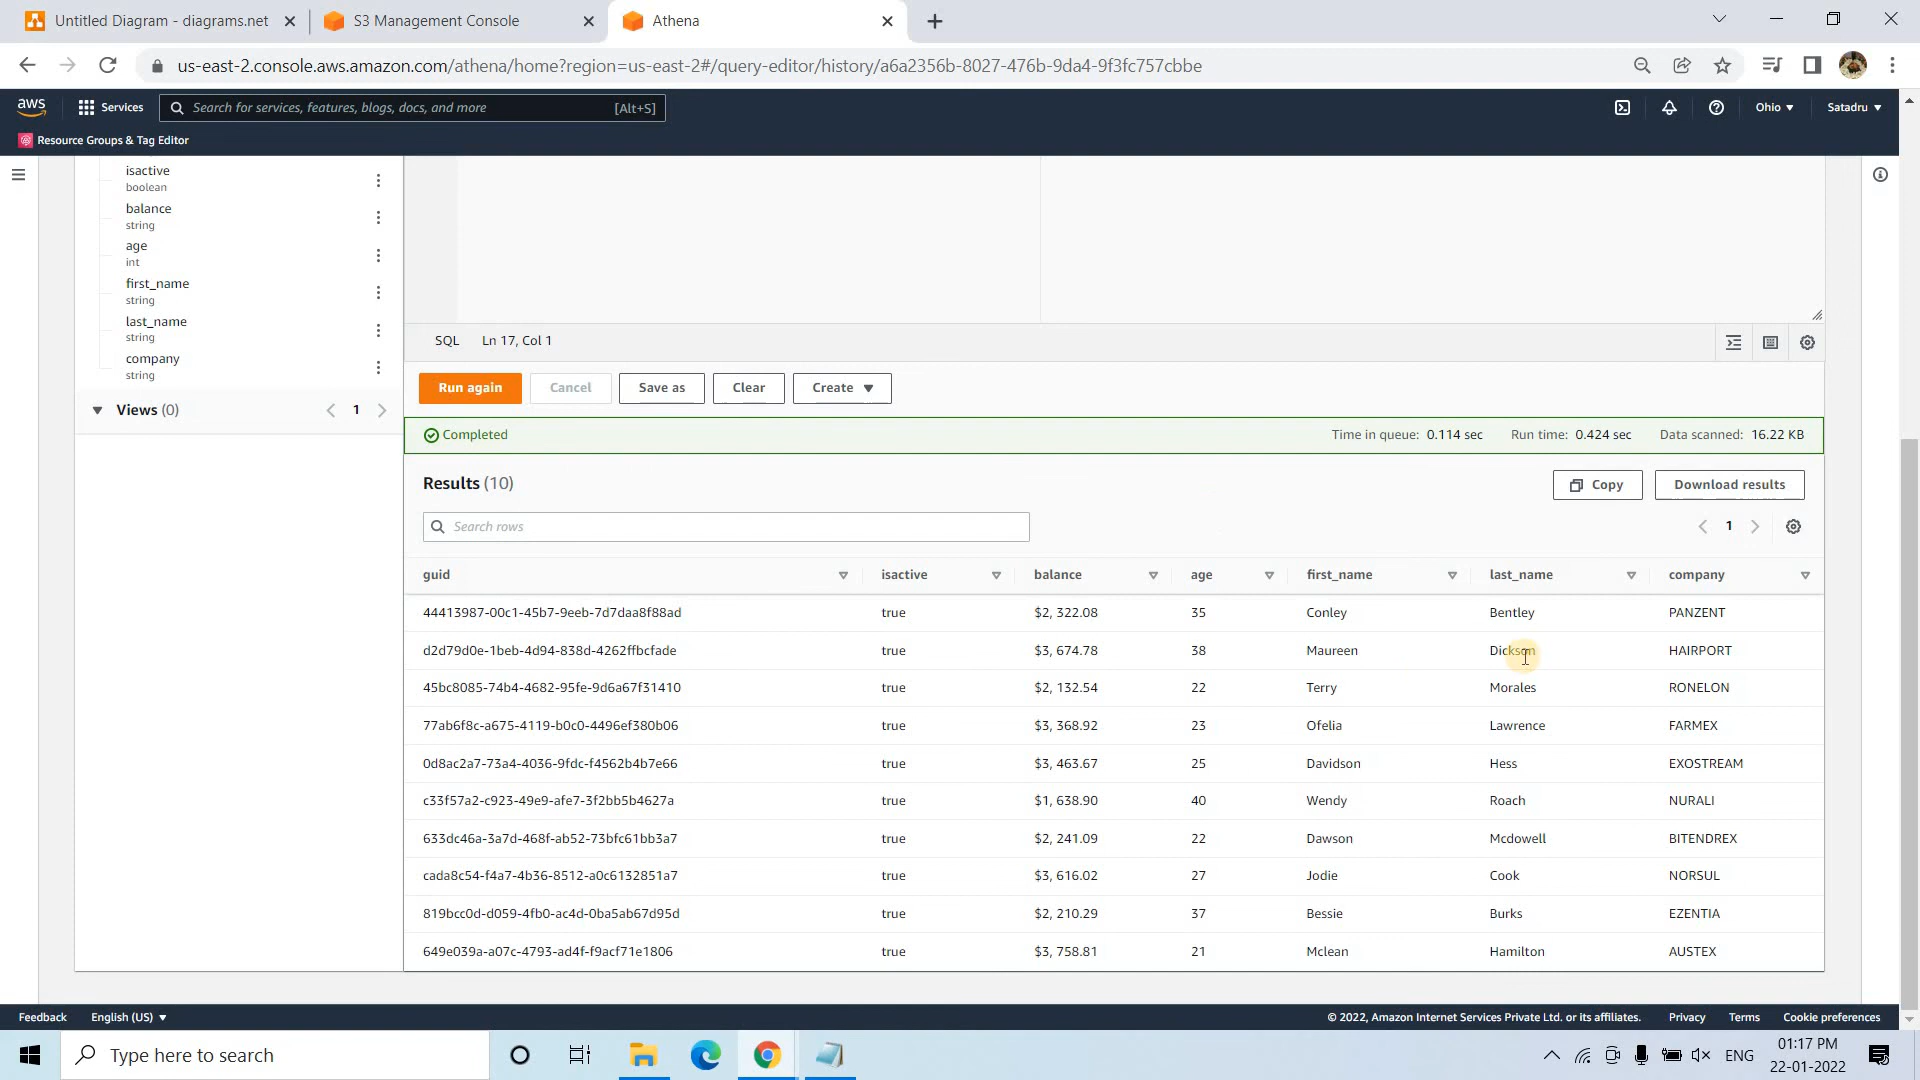 Untitled Diagram - diagrams.net
S3 Management Console
Athena
us-east-2.console.aws.amazon.com/athena/home?region=us-east-2#/query-editor/history/a6a2356b-8027-476b-9da4-9f3fc757cbbe
aws
Services
Search for services, features, blogs, docs, and more
[Alt+S]
Ohio
Satadru
Resource Groups & Tag Editor
isactive
boolean
balance
string
age
int
first_name
string
last_name
string
company
string
Views (0)
1
SQL Ln 17, Col 1
Run again
Cancel
Save as
Clear
Create
Completed
Time in queue: 0.114 sec Run time: 0.424 sec Data scanned: 16.22 KB
Results (10)
Copy
Download results
Search rows
1
guid isactive balance age first_name last_name company
44413987-00c1-45b7-9eeb-7d7daa8f88ad true $2, 322.08 35 Conley Bentley PANZENT
d2d79d0e-1beb-4d94-838d-4262ffbcfade true $3, 674.78 38 Maureen Dickson HAIRPORT
45bc8085-74b4-4682-95fe-9d6a67f31410 true $2, 132.54 22 Terry Morales RONELON
77ab6f8c-a675-4119-b0c0-4496ef380b06 true $3, 368.92 23 Ofelia Lawrence FARMEX
0d8ac2a7-73a4-4036-9fdc-f4562b4b7e66 true $3, 463.67 25 Davidson Hess EXOSTREAM
c33f57a2-c923-49e9-afe7-3f2bb5b4627a true $1, 638.90 40 Wendy Roach NURALI
633dc46a-3a7d-468f-ab52-73bfc61bb3a7 true $2, 241.09 22 Dawson Mcdowell BITENDREX
cada8c54-f4a7-4b36-8512-a0c6132851a7 true $3, 616.02 27 Jodie Cook NORSUL
819bcc0d-d059-4fb0-ac4d-0ba5ab67d95d true $2, 210.29 37 Bessie Burks EZENTIA
649e039a-a07c-4793-ad4f-f9acf71e1806 true $3, 758.81 21 Mclean Hamilton AUSTEX
Feedback English (US)
© 2022, Amazon Internet Services Private Ltd. or its affiliates. Privacy Terms Cookie preferences
Type here to search
ENG
01:17 PM
22-01-2022